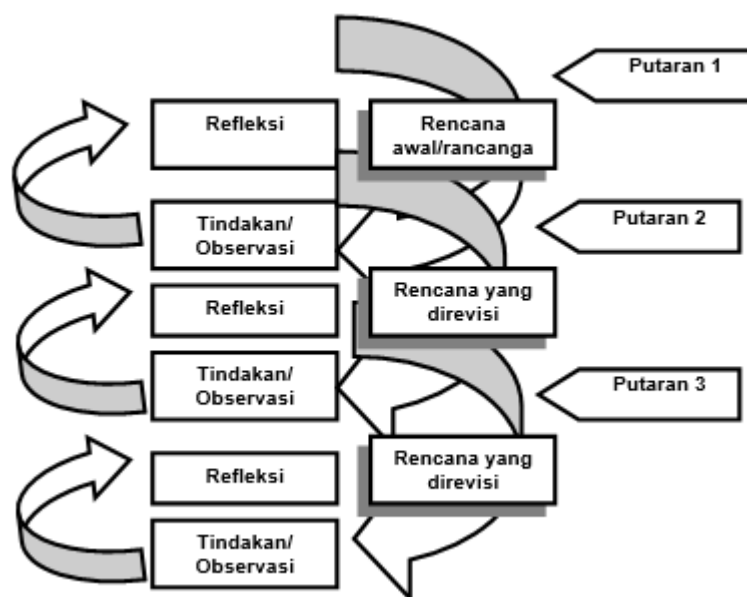 Putaran 1
Refleksi
Rencana
awal/rancanga
Tindakan/
Observasi
Putaran 2
Refleksi
Rencana yang
direvisi
Tindakan/
Observasi
Putaran 3
Refleksi
Rencana yang
direvisi
Tindakan/
Observasi